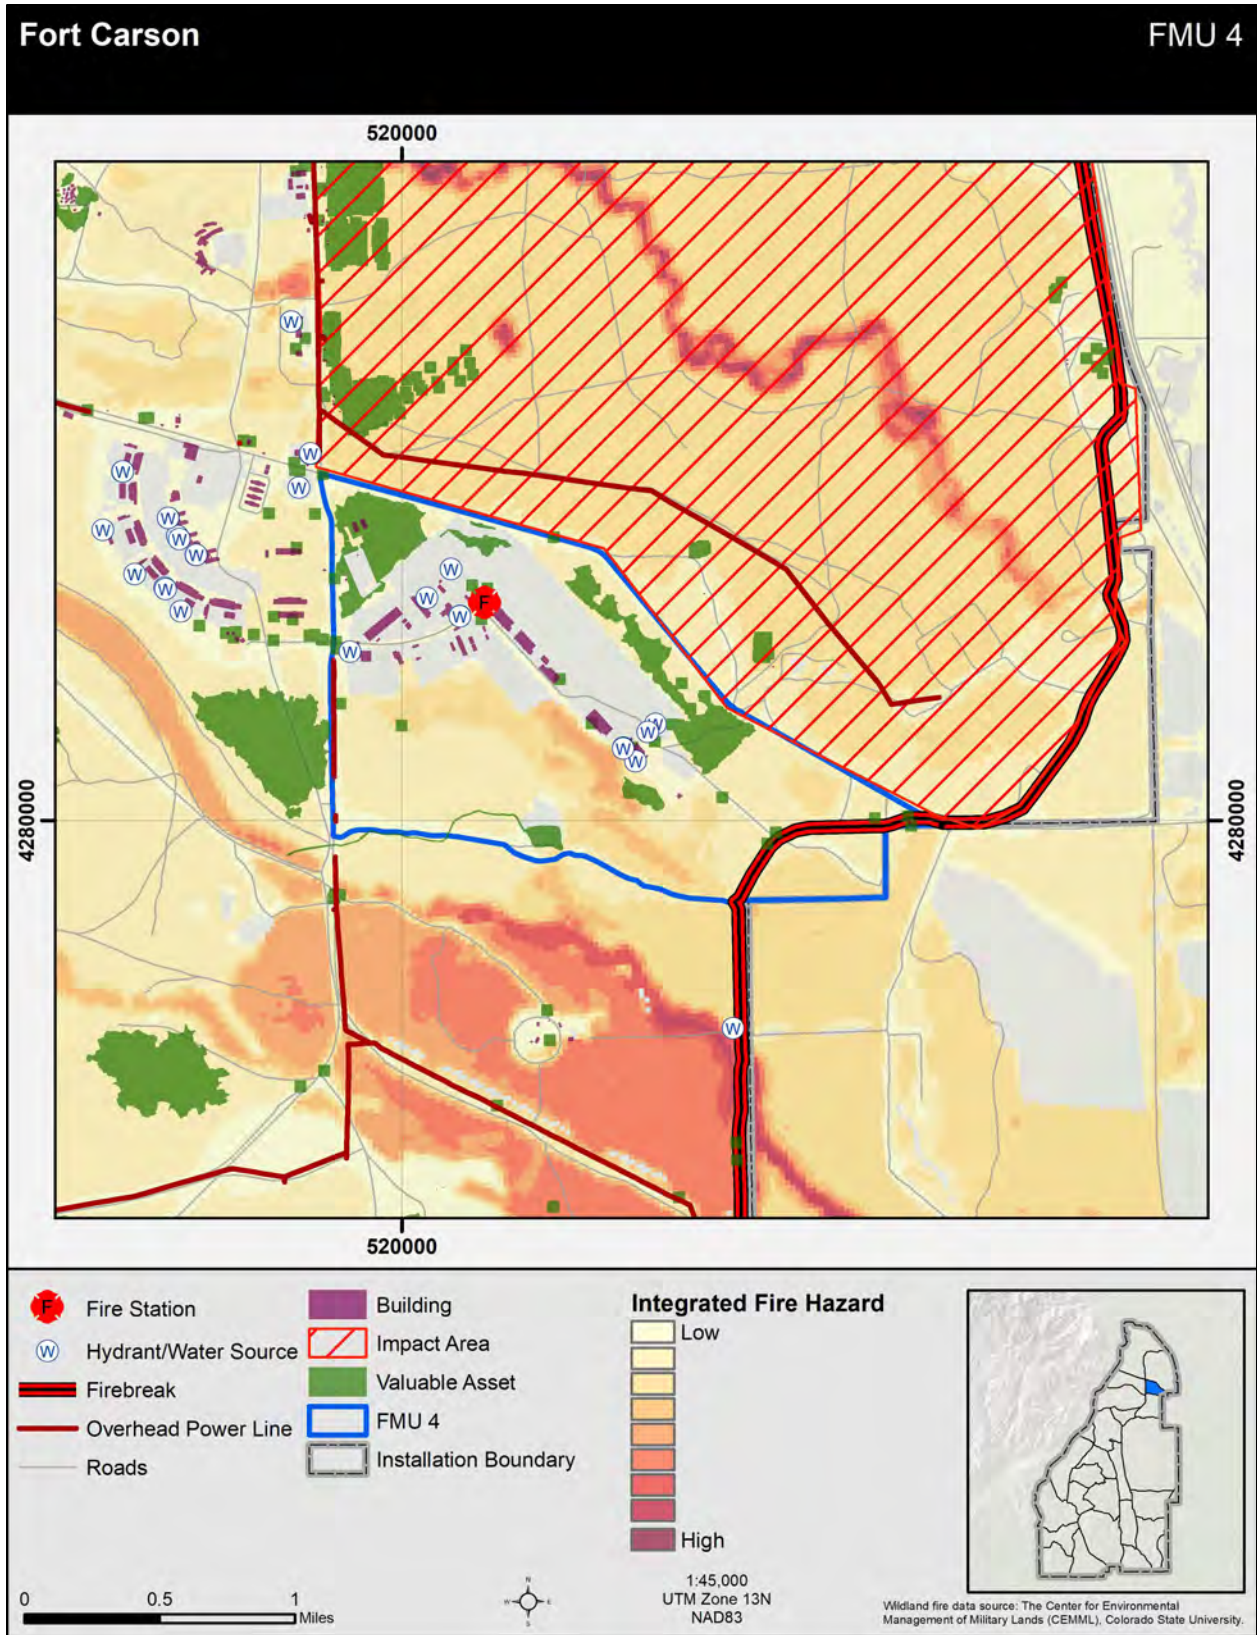 Fort Carson
FMU 4
520000
W
W
W
W
W
W
W
W
W
W
W
W
W
W
F
W
W
W
W
W
W
4280000
4280000
W
520000
F
Fire Station
W
Hydrant/Water Source
Firebreak
Overhead Power Line
Roads
Building
Impact Area
Valuable Asset
FMU 4
Installation Boundary
Integrated Fire Hazard
Low
High
0 0.5 1
Miles
N
W E
S
1:45,000
UTM Zone 13N
NAD83
Wildland fire data source: The Center for Environmental
Management of Military Lands (CEMML), Colorado State University.